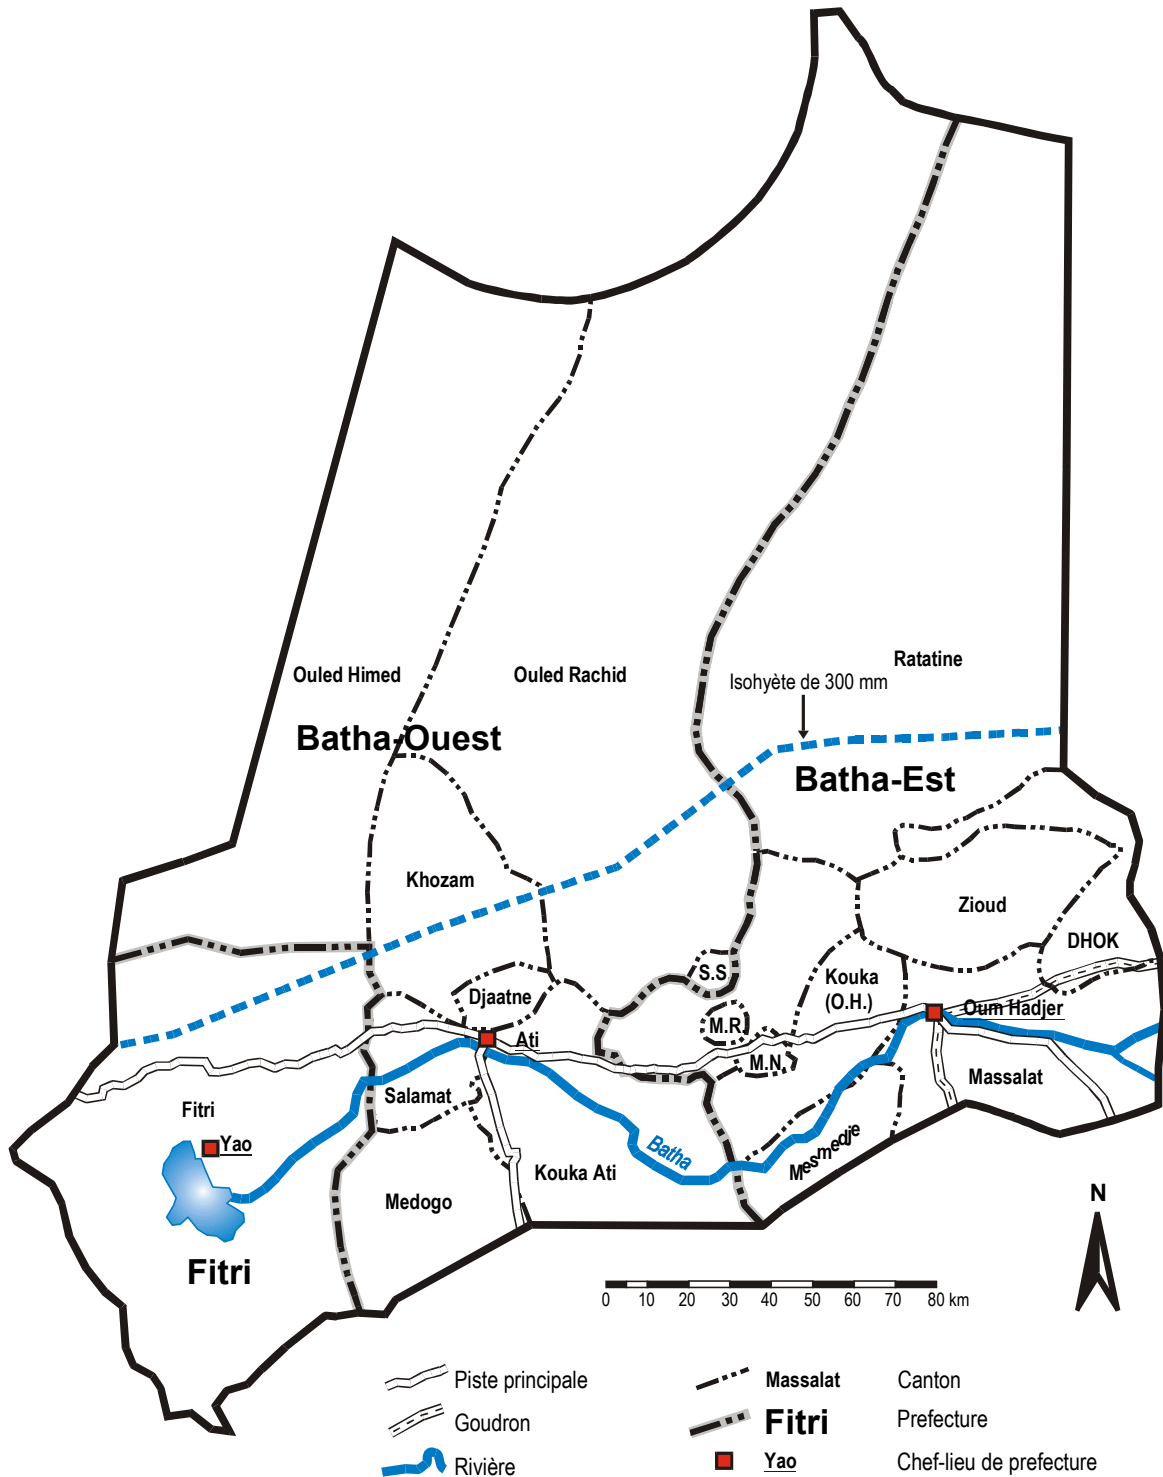 Ouled Himed
Ouled Rachid
Ratatine
Isohyète de 300 mm
Batha-Ouest
Batha-Est
Khozam
Zioud
DHOK
S.S
Kouka
(O.H.)
Djaatne
M.R.
Oum Hadjer
Ati
M.N.
Massalat
Salamat
Fitri
Yao
Batha
Mesmedje
Kouka Ati
Medogo
Fitri
N
0 10 20 30 40 50 60 70 80 km
Piste principale
Massalat Canton
Goudron
Fitri Prefecture
Rivière
Yao Chef-lieu de prefecture